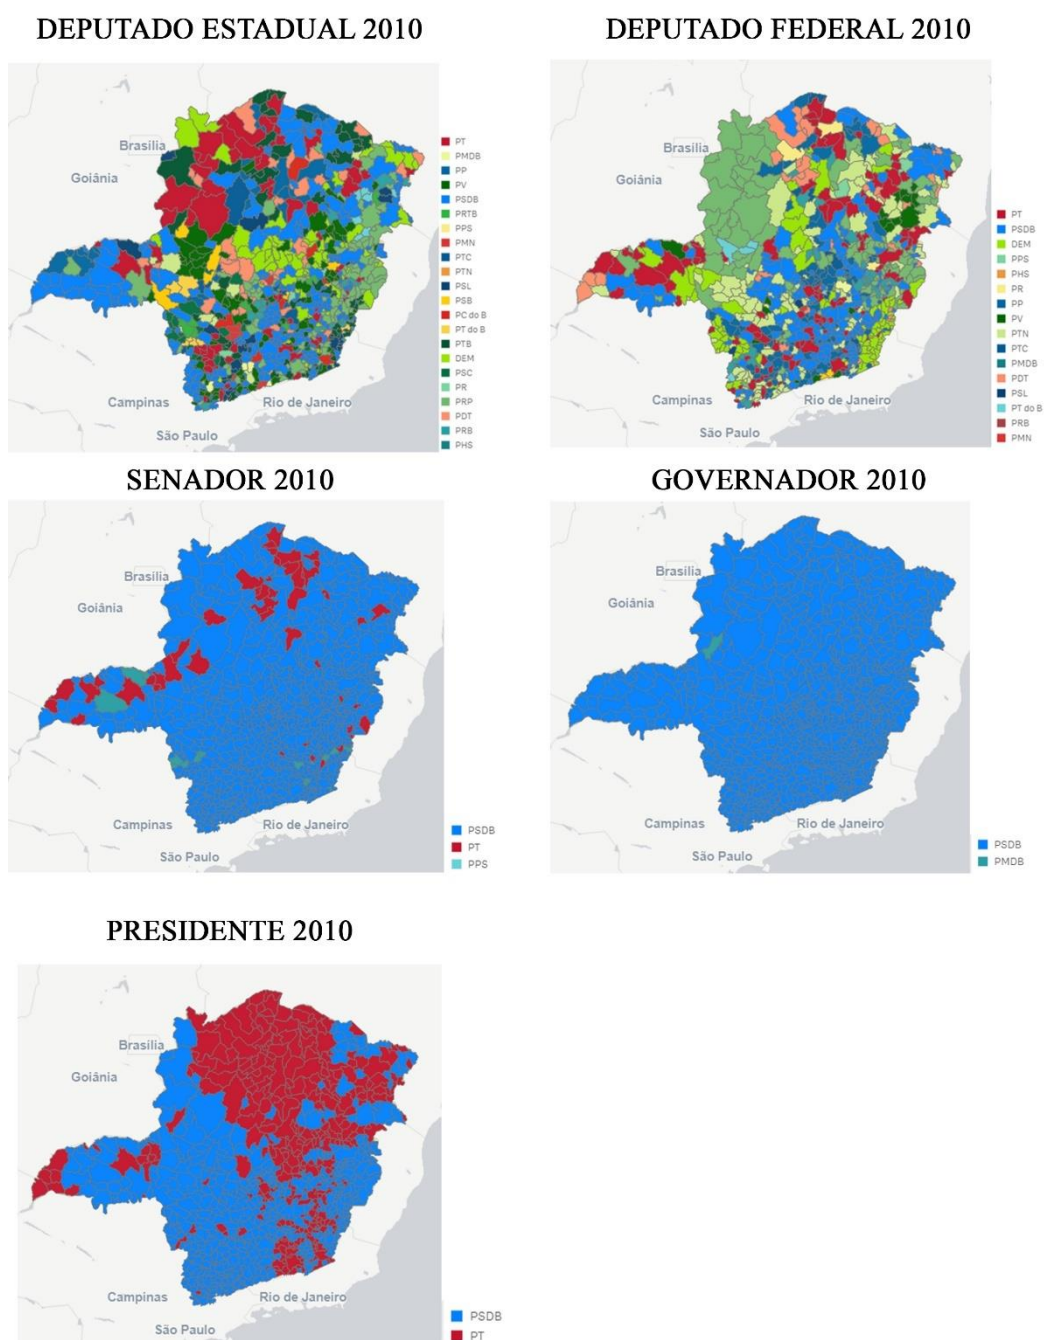 DEPUTADO ESTADUAL 2010
Brasília
Goiânia
Campinas
Rio de Janeiro
São Paulo
PT
PMDB
PP
PV
PSDB
PRTB
PPS
PMN
PTC
PTN
PSL
PSB
PC do B
PT do B
PTB
DEM
PSC
PR
PRP
PDT
PRB
PHS
DEPUTADO FEDERAL 2010
Brasília
Goiânia
Campinas
Rio de Janeiro
São Paulo
PT
PSDB
DEM
PPS
PHS
PR
PP
PV
PTN
PTC
PMDB
PDT
PSL
PT do B
PRB
PMN
SENADOR 2010
Brasília
Goiânia
Campinas
Rio de Janeiro
São Paulo
PSDB
PT
PPS
GOVERNADOR 2010
Brasília
Goiânia
Campinas
Rio de Janeiro
São Paulo
PSDB
PMDB
PRESIDENTE 2010
Brasília
Goiânia
Campinas
Rio de Janeiro
São Paulo
PSDB
PT